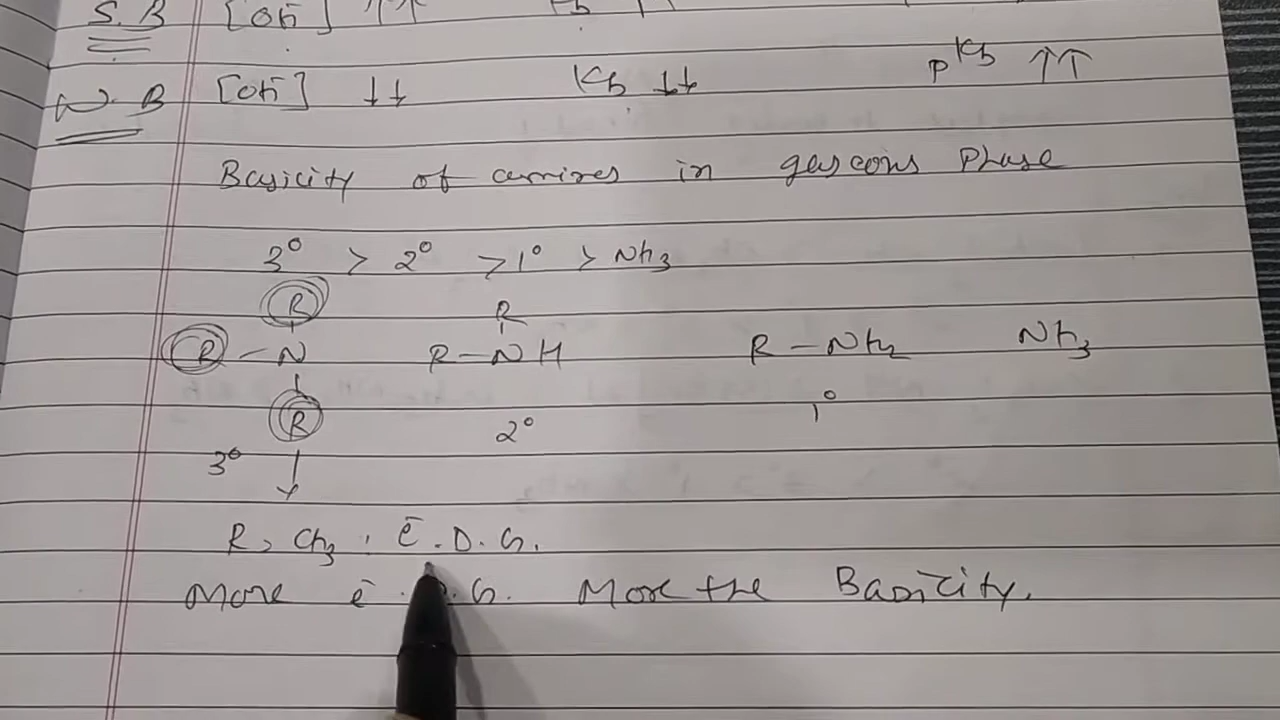 S.B [OH̄] ↑↑ Kb ↑
W.B [OH̄] ↓↓ Kb ↓↓ pKb ↑↑
Basicity of amines in gaseous Phase
3° > 2° > 1° > NH3
R R
R – N R – NH R – NH2 NH3
R 2° 1°
3°
R, CH3 : ē.D.G.
More ē.D.G. More the Basicity.